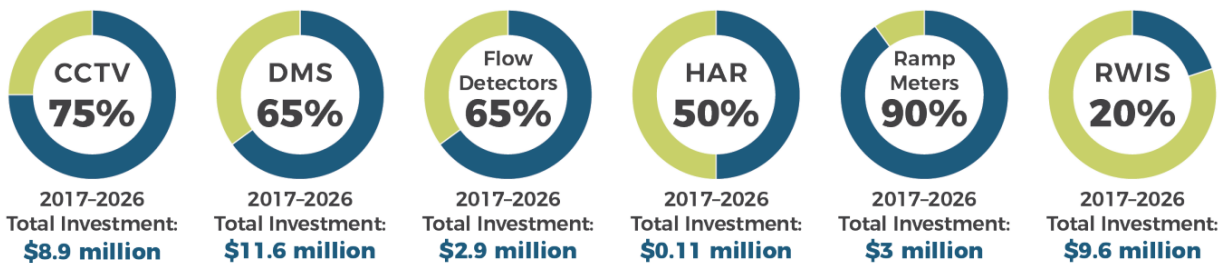 CCTV
75%
2017–2026
Total Investment:
$8.9 million
DMS
65%
2017–2026
Total Investment:
$11.6 million
Flow
Detectors
65%
2017–2026
Total Investment:
$2.9 million
HAR
50%
2017–2026
Total Investment:
$0.11 million
Ramp
Meters
90%
2017–2026
Total Investment:
$3 million
RWIS
20%
2017–2026
Total Investment:
$9.6 million